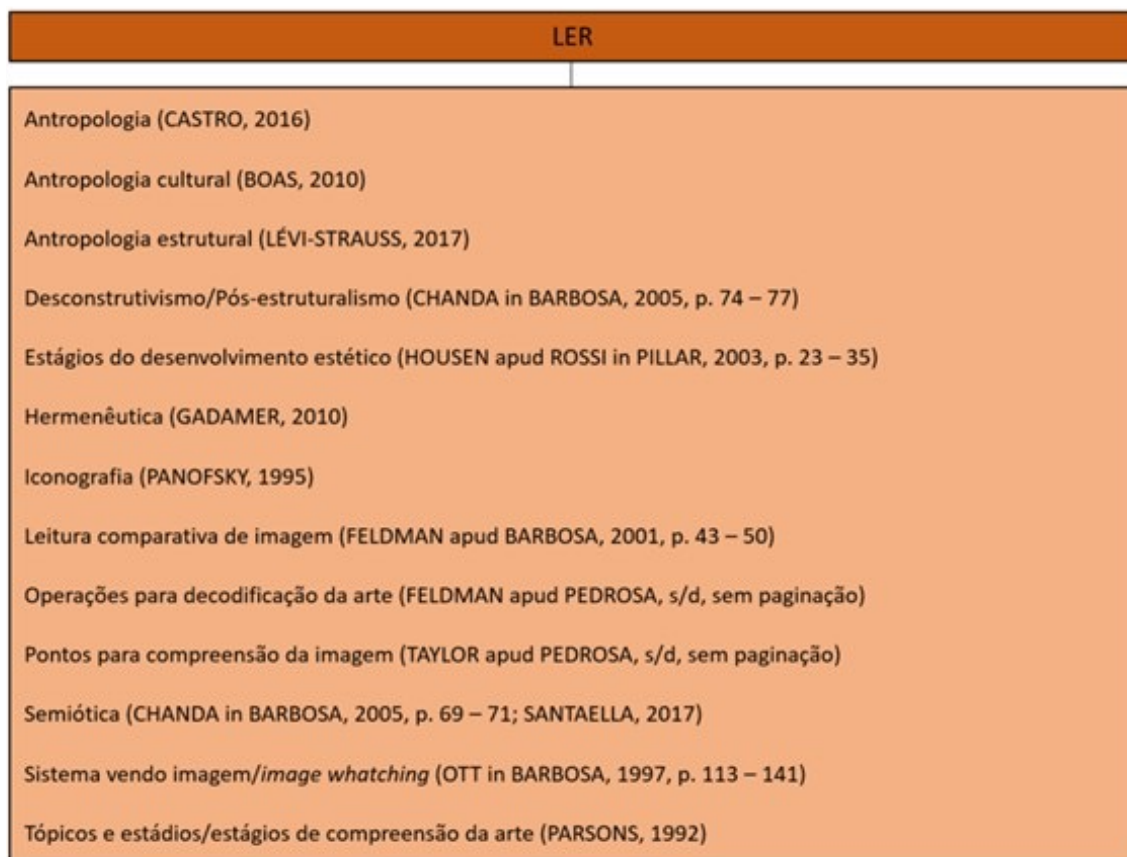 LER
Antropologia (CASTRO, 2016)
Antropologia cultural (BOAS, 2010)
Antropologia estrutural (LÉVI-STRAUSS, 2017)
Desconstrutivismo/Pós-estruturalismo (CHANDA in BARBOSA, 2005, p. 74 – 77)
Estágios do desenvolvimento estético (HOUSEN apud ROSSI in PILLAR, 2003, p. 23 – 35)
Hermenêutica (GADAMER, 2010)
Iconografia (PANOFSKY, 1995)
Leitura comparativa de imagem (FELDMAN apud BARBOSA, 2001, p. 43 – 50)
Operações para decodificação da arte (FELDMAN apud PEDROSA, s/d, sem paginação)
Pontos para compreensão da imagem (TAYLOR apud PEDROSA, s/d, sem paginação)
Semiótica (CHANDA in BARBOSA, 2005, p. 69 – 71; SANTAELLA, 2017)
Sistema vendo imagem/image whatching (OTT in BARBOSA, 1997, p. 113 – 141)
Tópicos e estádios/estágios de compreensão da arte (PARSONS, 1992)